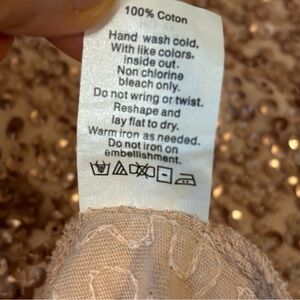 100% Coton
Hand wash cold,
With like colors,
inside out.
Non chlorine
bleach only.
Do not wring or twist.
Reshape and
lay flat to dry.
Warm iron as needed.
Do not iron on
embellishment.